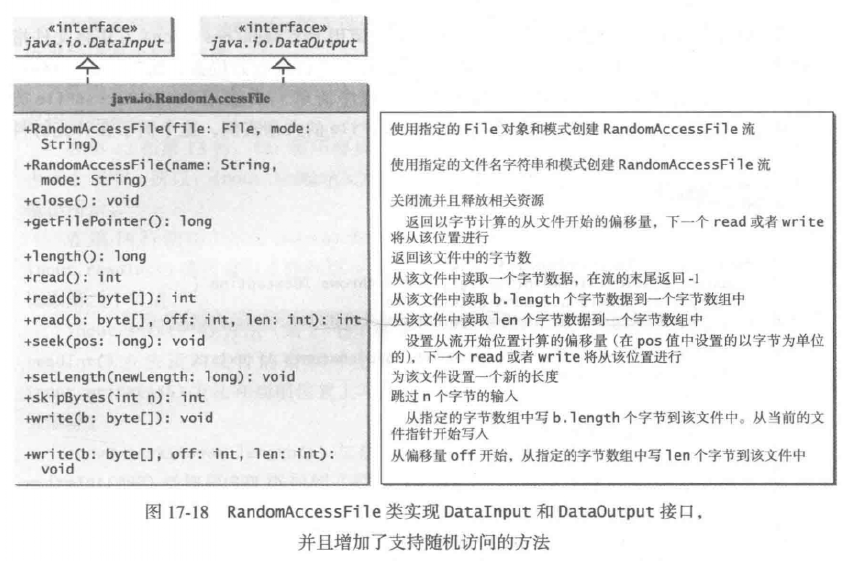 «interface»
java.io.DataInput
«interface»
java.io.DataOutput
java.io.RandomAccessFile
+RandomAccessFile(file: File, mode:
String)
+RandomAccessFile(name: String,
mode: String)
+close(): void
+getFilePointer(): long
+length(): long
+read(): int
+read(b: byte[]): int
+read(b: byte[], off: int, len: int): int
+seek(pos: long): void
+setLength(newLength: long): void
+skipBytes(int n): int
+write(b: byte[]): void
+write(b: byte[], off: int, len: int):
void
使用指定的 File 对象和模式创建 RandomAccessFile 流
使用指定的文件名字符串和模式创建 RandomAccessFile 流
关闭流并且释放相关资源
返回以字节计算的从文件开始的偏移量，下一个 read 或者 write
将从该位置进行
返回该文件中的字节数
从该文件中读取一个字节数据，在流的末尾返回 -1
从该文件中读取 b.length 个字节数据到一个字节数组中
从该文件中读取 len 个字节数据到一个字节数组中
设置从流开始位置计算的偏移量（在 pos 值中设置的以字节为单位
的），下一个 read 或者 write 将从该位置进行
为该文件设置一个新的长度
跳过 n 个字节的输入
从指定的字节数组中写 b.length 个字节到该文件中。从当前的文
件指针开始写入
从偏移量 off 开始，从指定的字节数组中写 len 个字节到该文件中
图 17-18 RandomAccessFile 类实现 DataInput 和 DataOutput 接口，
并且增加了支持随机访问的方法